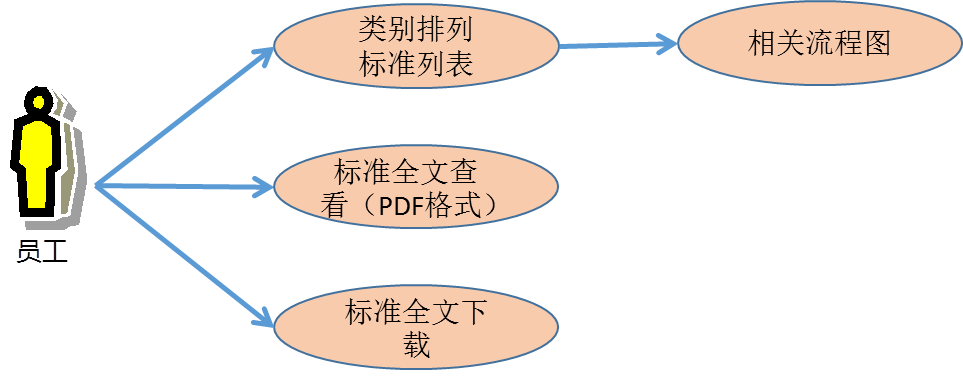 类别排列
标准列表
相关流程图
标准全文查
看（PDF格式）
员工
标准全文下
载